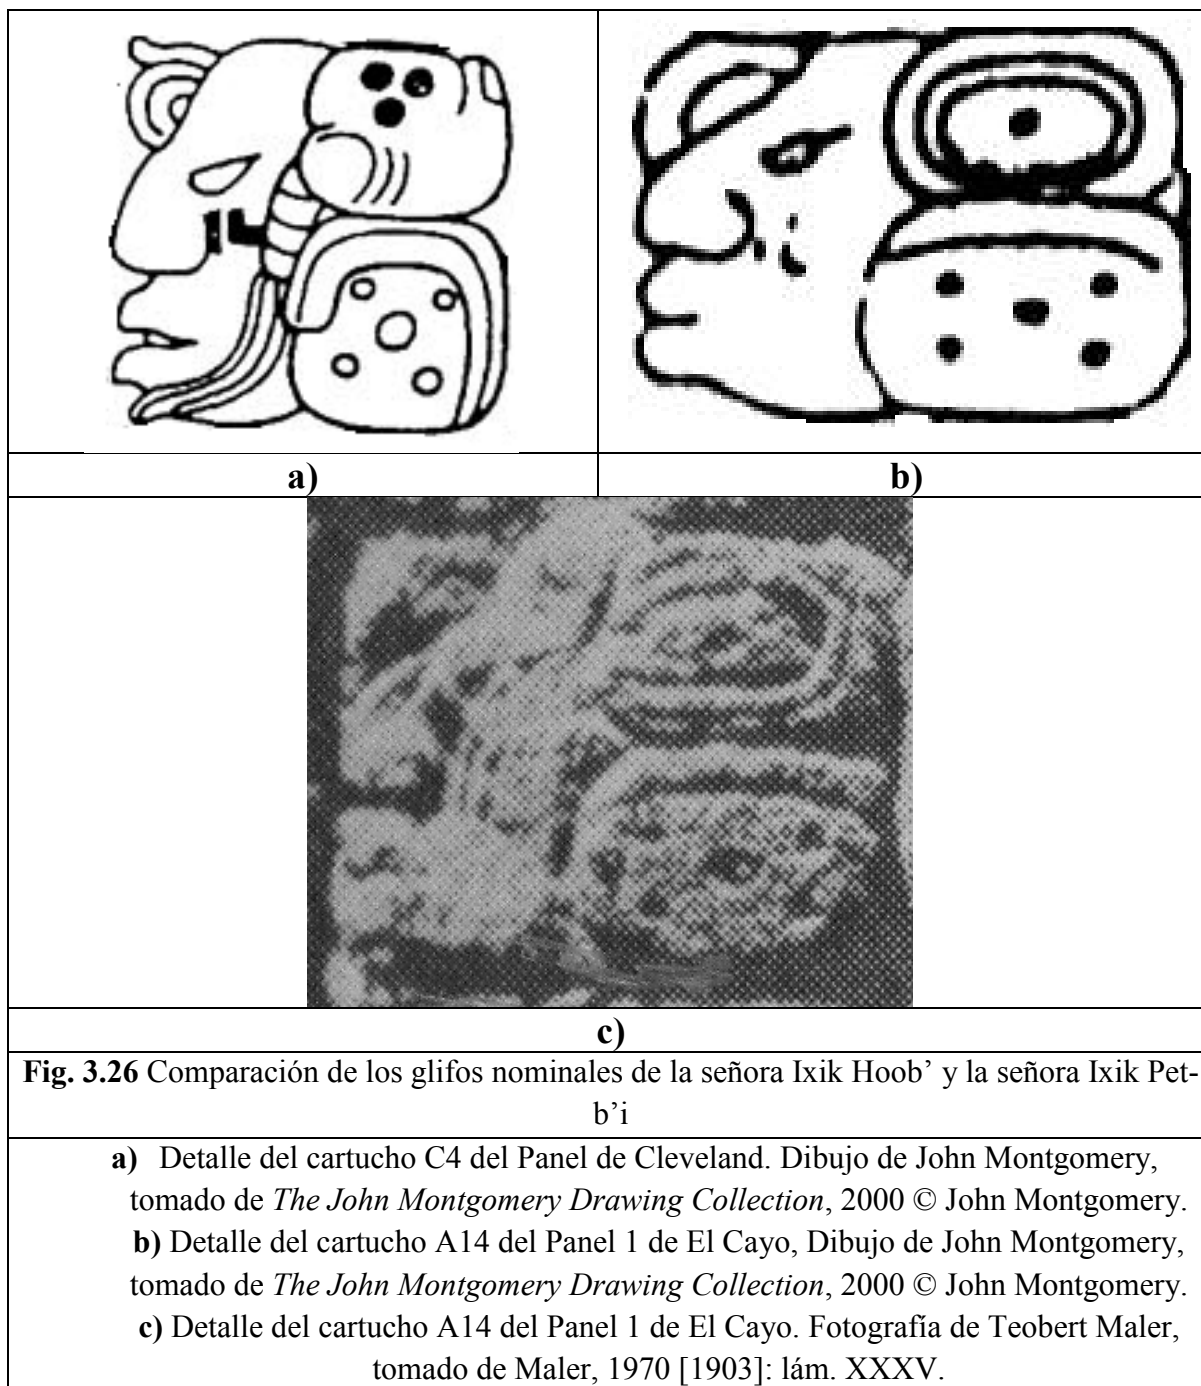 a)
b)
c)
Fig. 3.26 Comparación de los glifos nominales de la señora Ixik Hoob’ y la señora Ixik Pet-
b’i
a) Detalle del cartucho C4 del Panel de Cleveland. Dibujo de John Montgomery,
tomado de The John Montgomery Drawing Collection, 2000 © John Montgomery.
b) Detalle del cartucho A14 del Panel 1 de El Cayo, Dibujo de John Montgomery,
tomado de The John Montgomery Drawing Collection, 2000 © John Montgomery.
c) Detalle del cartucho A14 del Panel 1 de El Cayo. Fotografía de Teobert Maler,
tomado de Maler, 1970 [1903]: lám. XXXV.